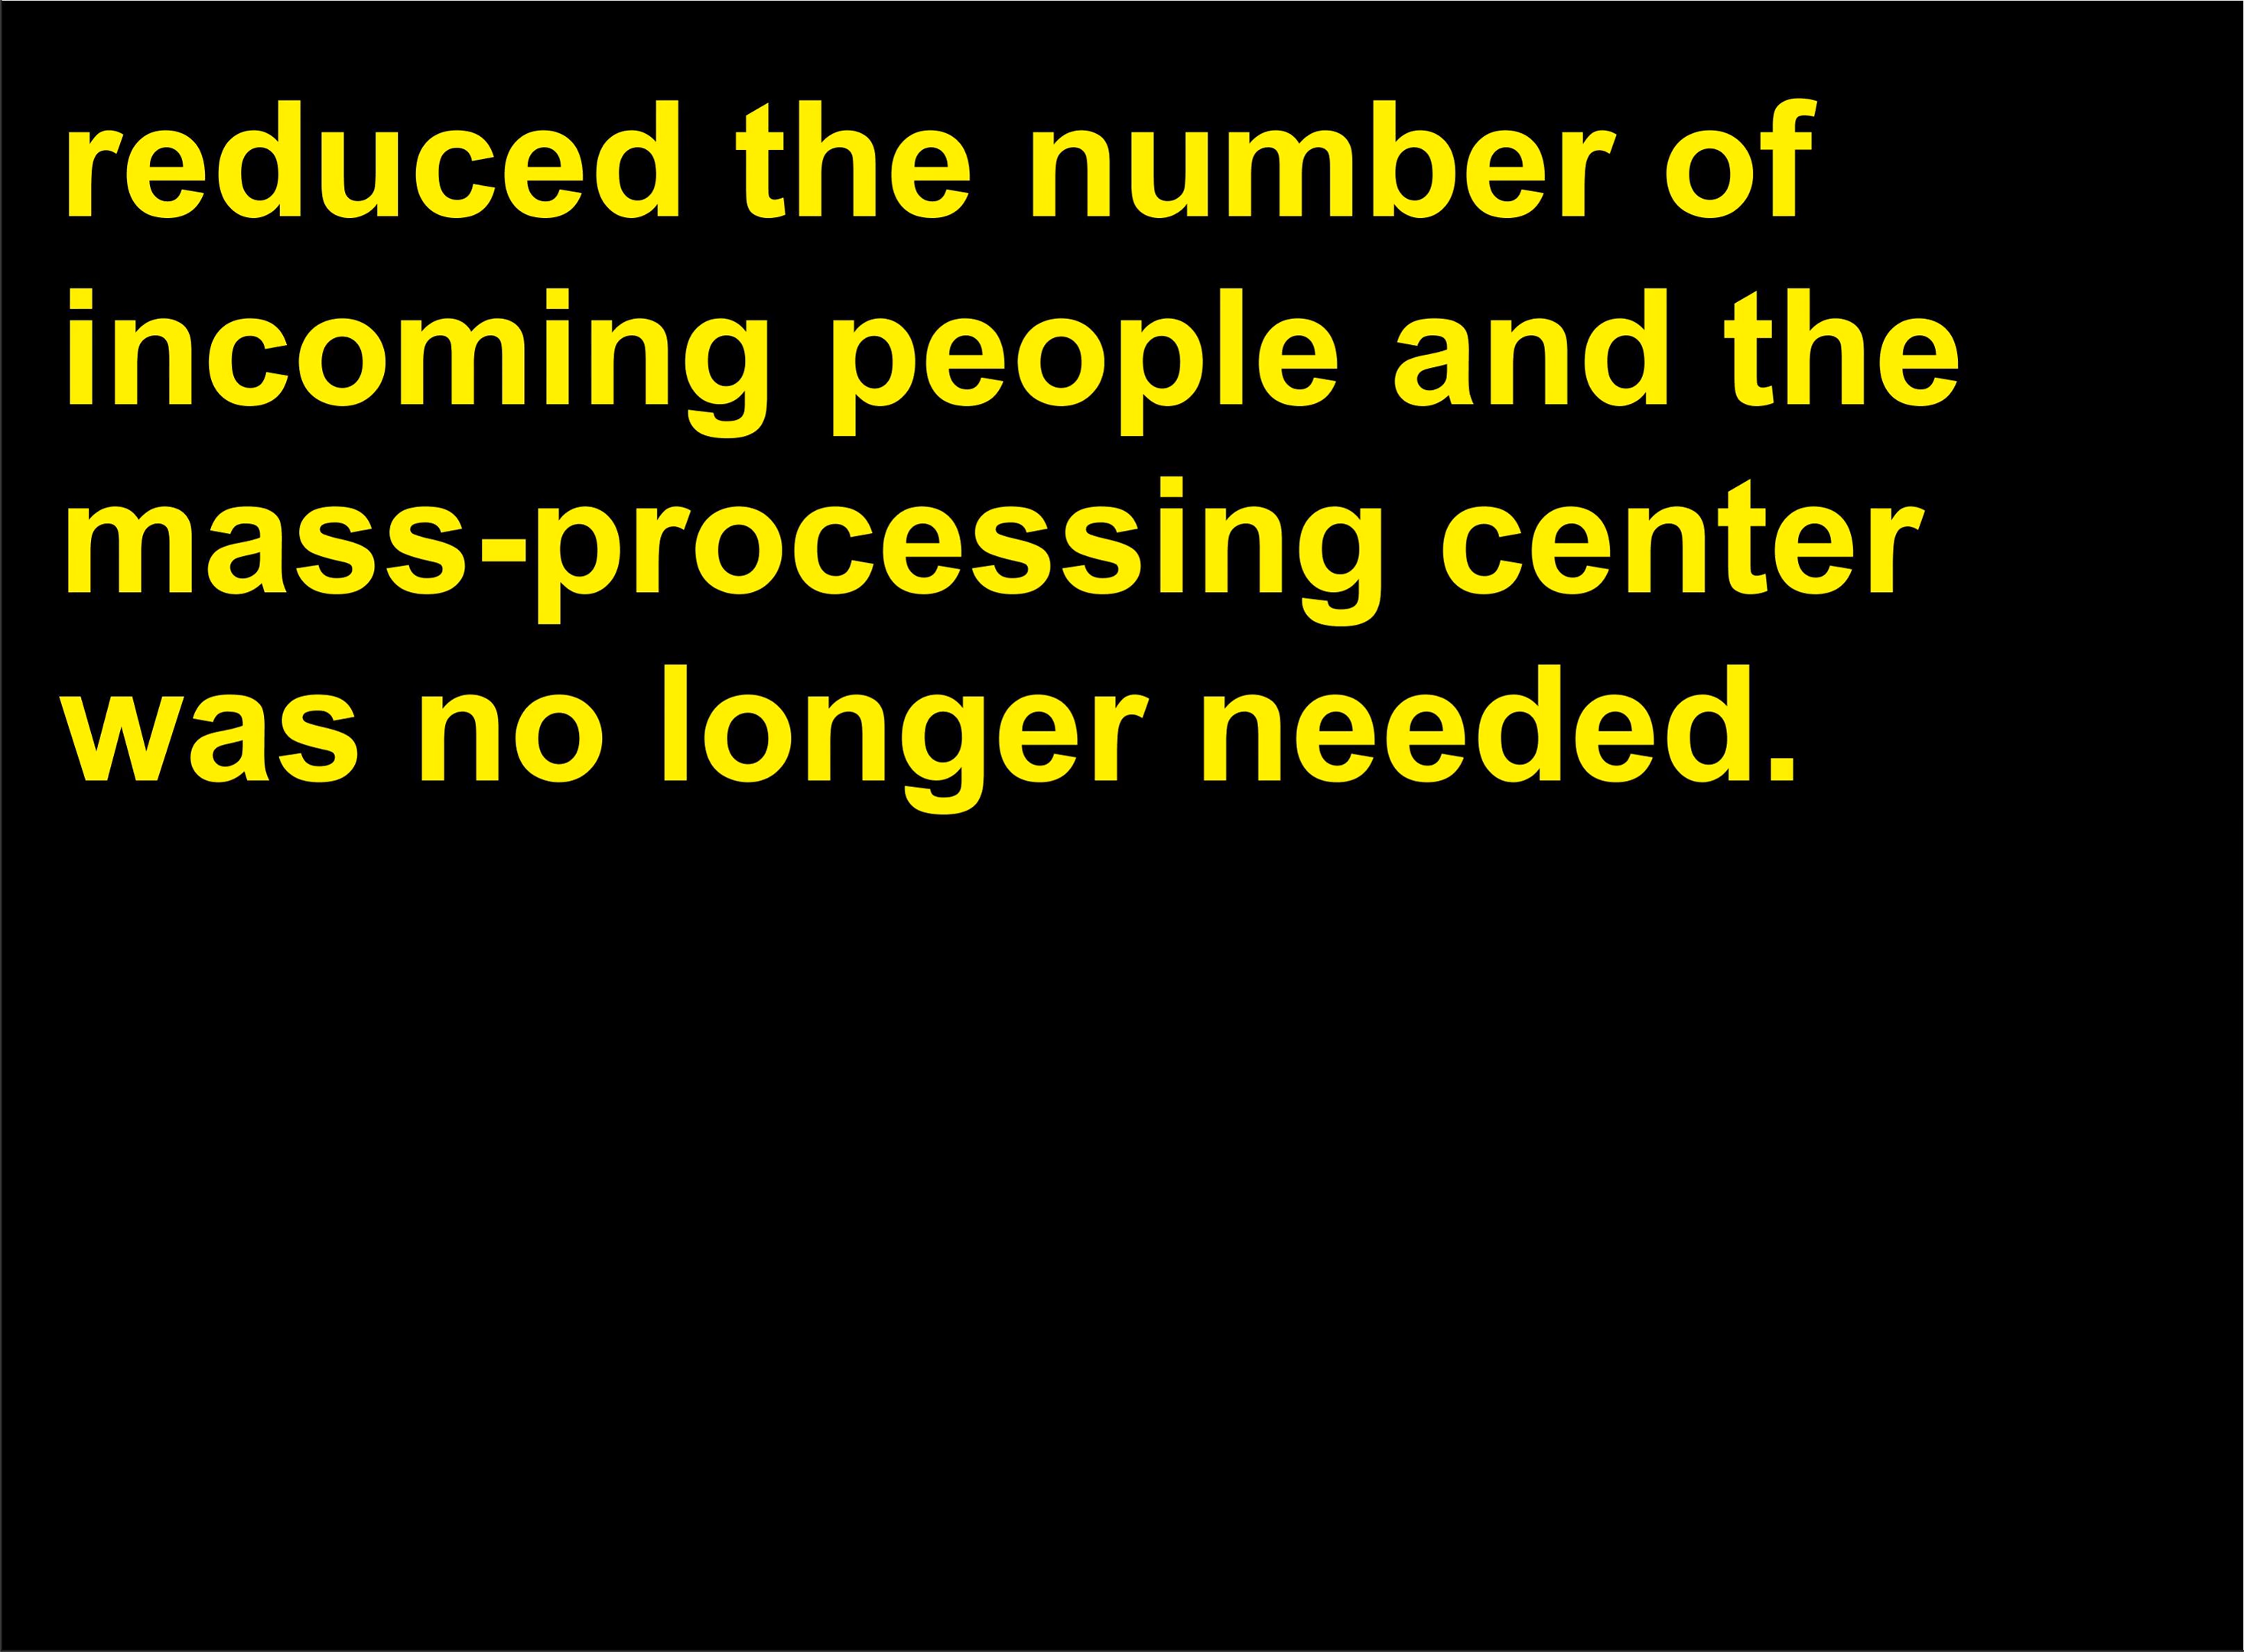 reduced the number of
incoming people and the
mass-processing center
was no longer needed.